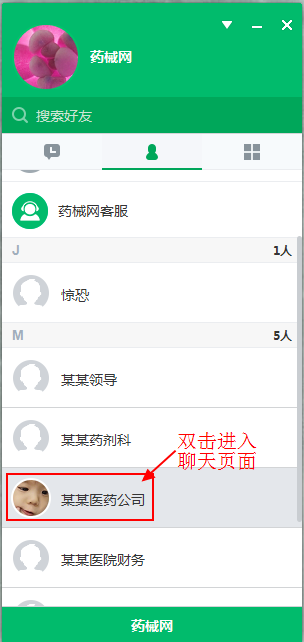 药械网
搜索好友
药械网客服
J
1人
惊恐
M
5人
某某领导
某某药剂科
双击进入
聊天页面
某某医药公司
某某医院财务
药械网